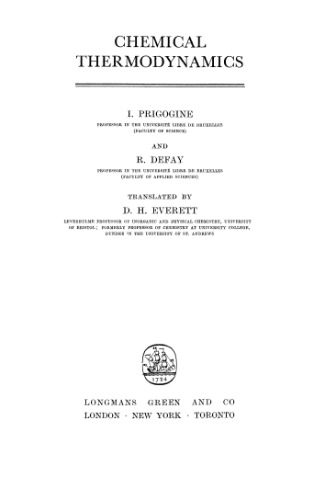 CHEMICAL
THERMODYNAMICS
I. PRIGOGINE
PROFESSOR IN THE UNIVERSITÉ LIBRE DE BRUXELLES
(FACULTY OF SCIENCE)
AND
R. DEFAY
PROFESSOR IN THE UNIVERSITÉ LIBRE DE BRUXELLES
(FACULTY OF APPLIED SCIENCES)
TRANSLATED BY
D. H. EVERETT
LEVERHULME PROFESSOR OF INORGANIC AND PHYSICAL CHEMISTRY, UNIVERSITY
OF BRISTOL; FORMERLY PROFESSOR OF CHEMISTRY AT UNIVERSITY COLLEGE,
DUNDEE IN THE UNIVERSITY OF ST. ANDREWS
1724
LONGMANS GREEN AND CO
LONDON · NEW YORK · TORONTO